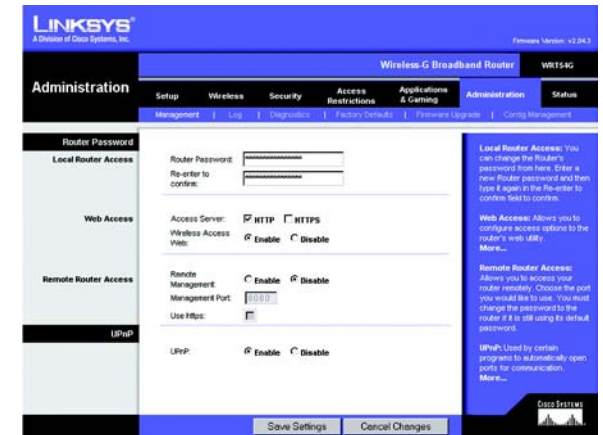 LINKSYS®
A Division of Cisco Systems, Inc.
Firmware Version: v2.04.3
Wireless-G Broadband Router WRT54G
Administration
Setup Wireless Security Access Restrictions Applications & Gaming Administration Status
Management | Log | Diagnostics | Factory Defaults | Firmware Upgrade | Config Management
Router Password
Local Router Access
Router Password:
Re-enter to
confirm:
Web Access
Access Server: HTTP HTTPS
Wireless Access
Web: Enable Disable
Remote Router Access
Remote
Management: Enable Disable
Management Port: 8080
Use https:
UPnP
UPnP: Enable Disable
Local Router Access: You
can change the Router's
password from here. Enter a
new Router password and then
type it again in the Re-enter to
confirm field to confirm.
Web Access: Allows you to
configure access options to the
router's web utility.
More...
Remote Router Access:
Allows you to access your
router remotely. Choose the port
you would like to use. You must
change the password to the
router if it is still using its default
password.
UPnP: Used by certain
programs to automatically open
ports for communication.
More...
CISCO SYSTEMS
Save Settings Cancel Changes